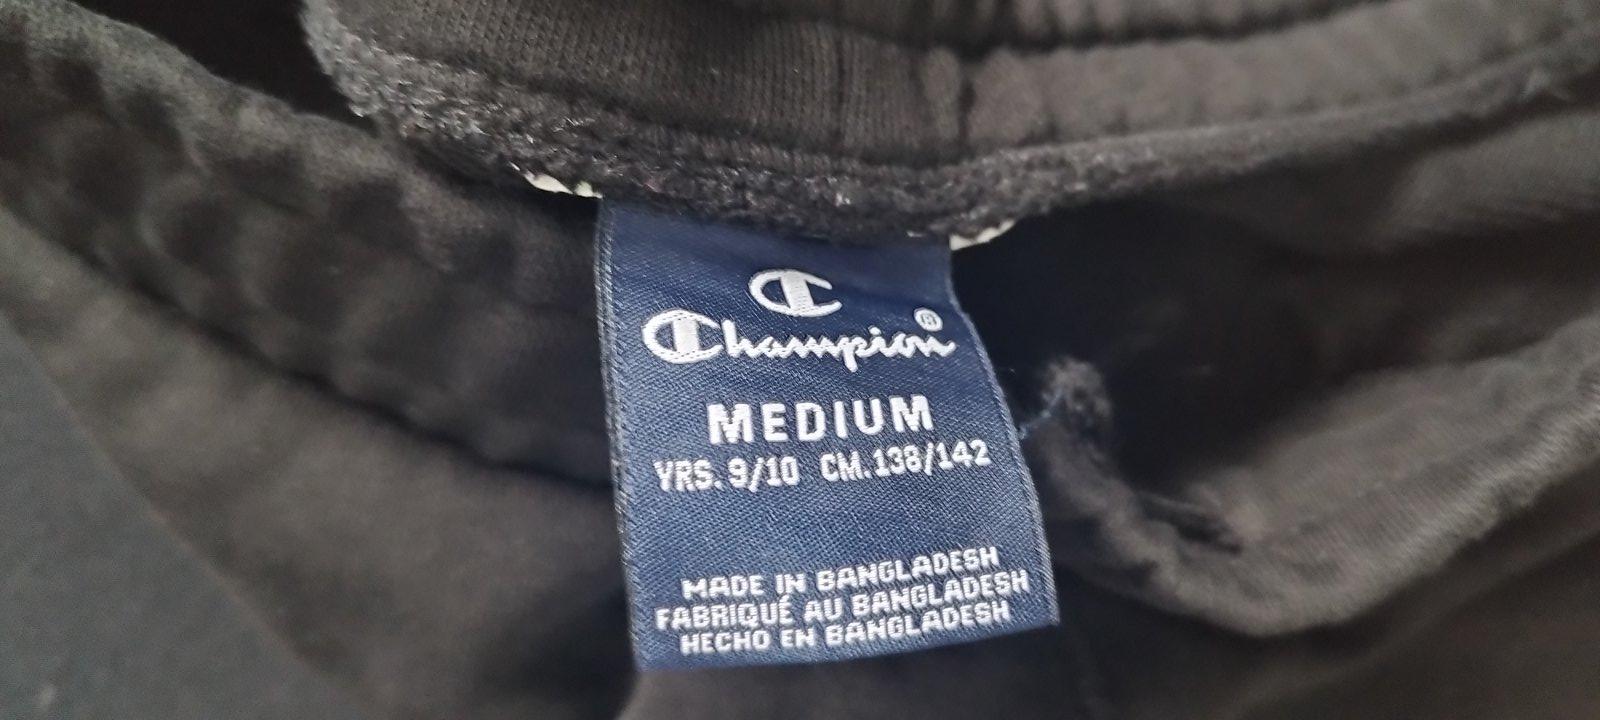 Champion®
MEDIUM
YRS. 9/10 CM.138/142
MADE IN BANGLADESH
FABRIQUÉ AU BANGLADESH
HECHO EN BANGLADESH